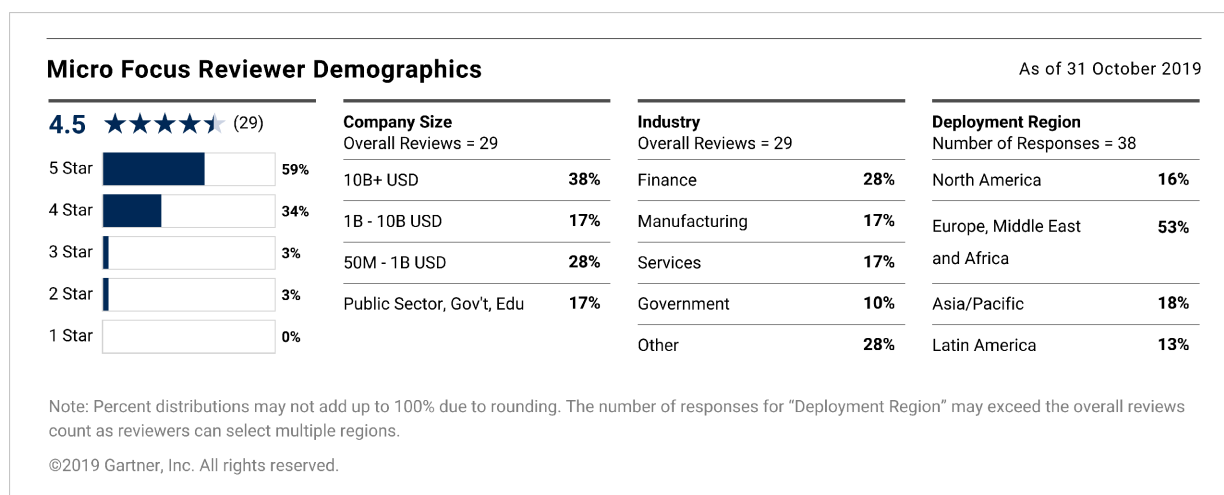 Micro Focus Reviewer Demographics
As of 31 October 2019
4.5 ★★★★⯨ (29)
5 Star 59%
4 Star 34%
3 Star 3%
2 Star 3%
1 Star 0%
Company Size
Overall Reviews = 29
10B+ USD 38%
1B - 10B USD 17%
50M - 1B USD 28%
Public Sector, Gov't, Edu 17%
Industry
Overall Reviews = 29
Finance 28%
Manufacturing 17%
Services 17%
Government 10%
Other 28%
Deployment Region
Number of Responses = 38
North America 16%
Europe, Middle East 53%
and Africa
Asia/Pacific 18%
Latin America 13%
Note: Percent distributions may not add up to 100% due to rounding. The number of responses for “Deployment Region” may exceed the overall reviews
count as reviewers can select multiple regions.
©2019 Gartner, Inc. All rights reserved.